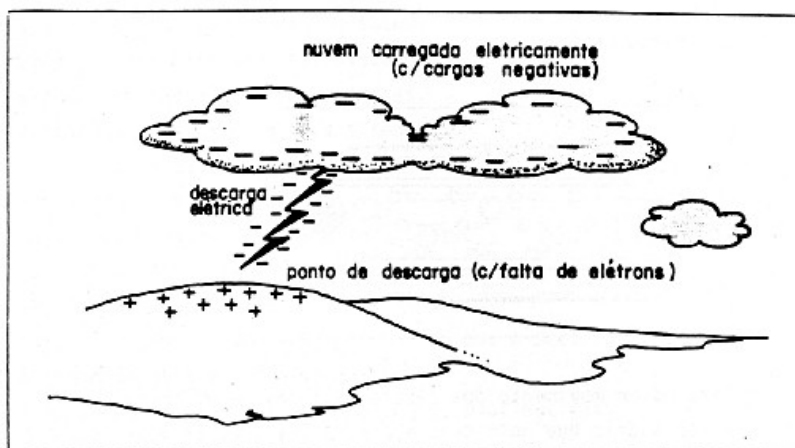 nuvem carregada eletricamente
(c/cargas negativas)
descarga
elétrica
ponto de descarga (c/falta de elétrons)